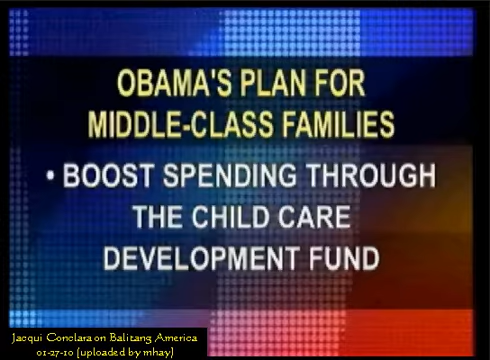 OBAMA'S PLAN FOR
MIDDLE-CLASS FAMILIES
• BOOST SPENDING THROUGH
THE CHILD CARE
DEVELOPMENT FUND
Jacqui Conclara on Balitang America
01-27-10 (uploaded by mhay)